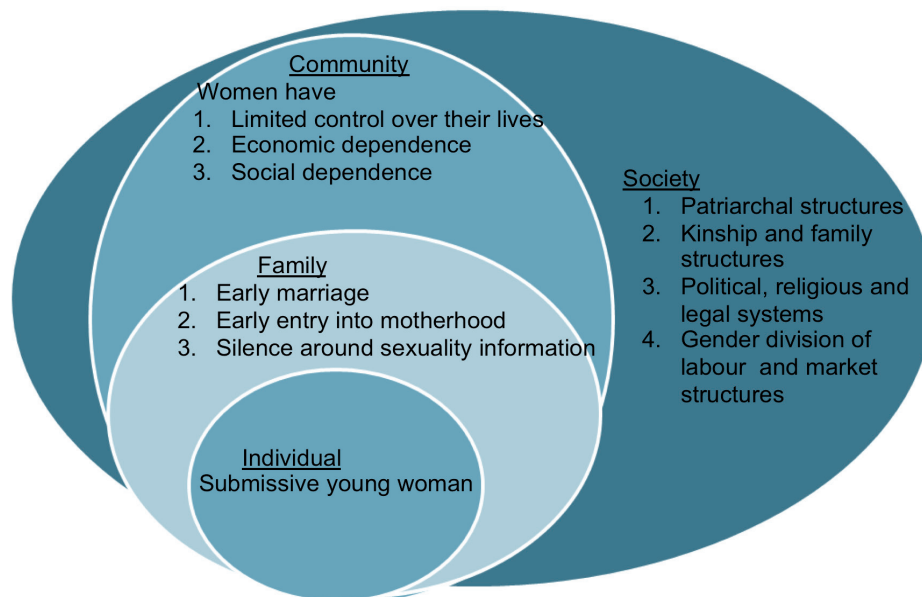 Community
Women have
1. Limited control over their lives
2. Economic dependence
3. Social dependence
Family
1. Early marriage
2. Early entry into motherhood
3. Silence around sexuality information
Individual
Submissive young woman
Society
1. Patriarchal structures
2. Kinship and family
structures
3. Political, religious and
legal systems
4. Gender division of
labour and market
structures